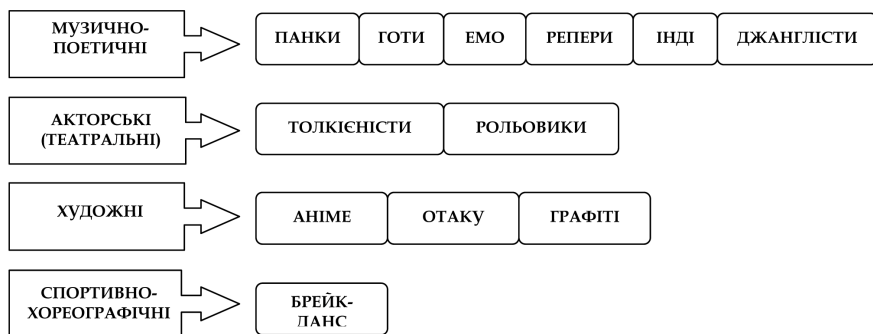 МУЗИЧНО-
ПОЕТИЧНІ
ПАНКИ ГОТИ ЕМО РЕПЕРИ ІНДІ ДЖАНГЛІСТИ
АКТОРСЬКІ
(ТЕАТРАЛЬНІ)
ТОЛКІЄНІСТИ РОЛЬОВИКИ
ХУДОЖНІ
АНІМЕ ОТАКУ ГРАФІТІ
СПОРТИВНО-
ХОРЕОГРАФІЧНІ
БРЕЙК-
ДАНС